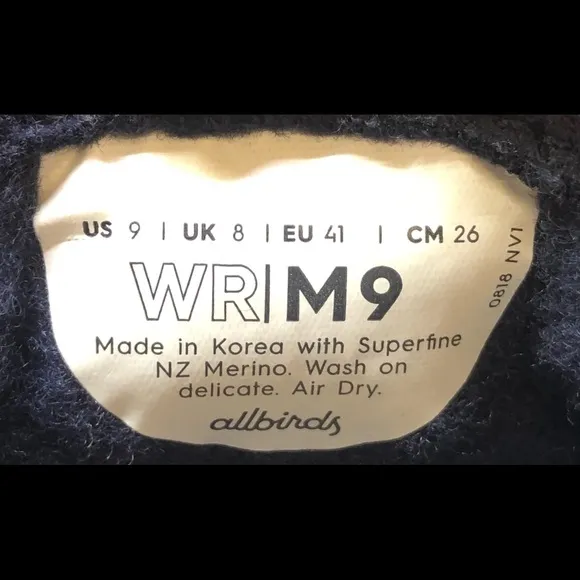 US 9 | UK 8 | EU 41 | CM 26
WR|M9
Made in Korea with Superfine
NZ Merino. Wash on
delicate. Air Dry.
allbirds
0818 NV1